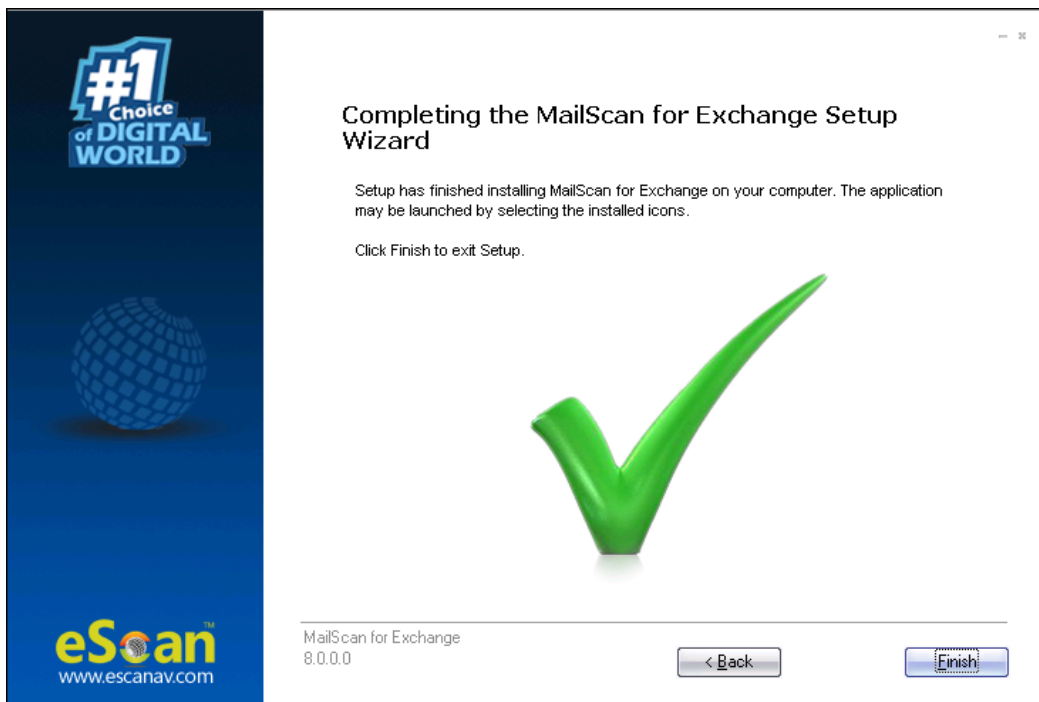 #1
Choice
of DIGITAL
WORLD
Completing the MailScan for Exchange Setup
Wizard
Setup has finished installing MailScan for Exchange on your computer. The application
may be launched by selecting the installed icons.
Click Finish to exit Setup.
eScan™
www.escanav.com
MailScan for Exchange
8.0.0.0
< Back
Finish